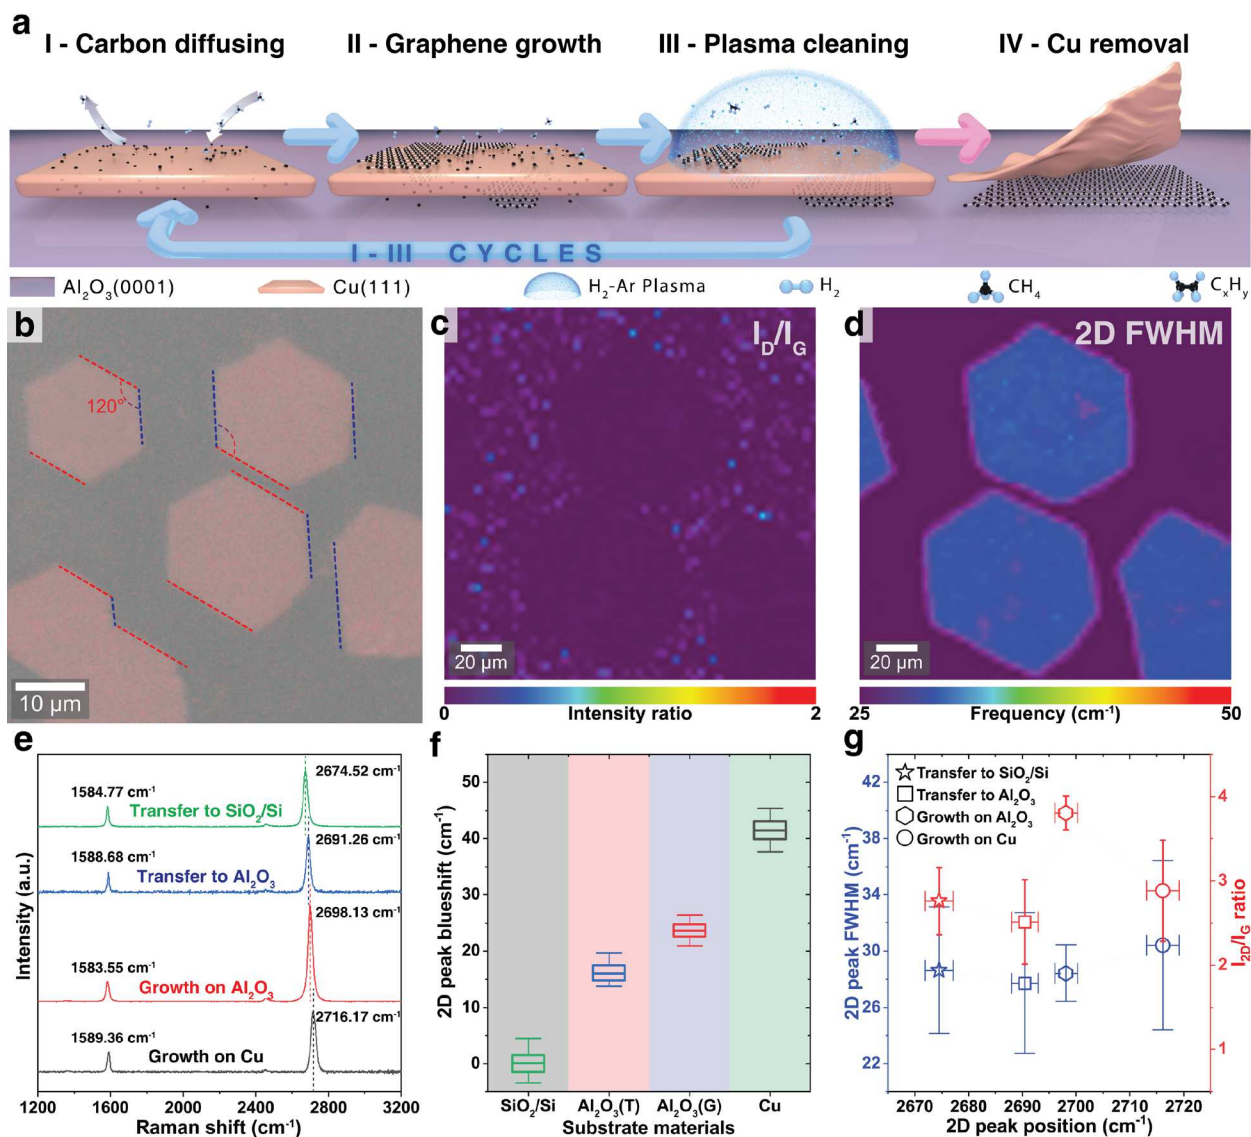 a
I - Carbon diffusing
II - Graphene growth
III - Plasma cleaning
IV - Cu removal
I - III CYCLES
Al₂O₃(0001)
Cu(111)
H₂-Ar Plasma
H₂
CH₄
CₓHᵧ
b
120°
10 µm
c
I_D/I_G
20 µm
0
Intensity ratio
2
d
2D FWHM
20 µm
25
Frequency (cm⁻¹)
50
e
Intensity (a.u.)
1584.77 cm⁻¹
2674.52 cm⁻¹
Transfer to SiO₂/Si
1588.68 cm⁻¹
2691.26 cm⁻¹
Transfer to Al₂O₃
2698.13 cm⁻¹
1583.55 cm⁻¹
Growth on Al₂O₃
2716.17 cm⁻¹
1589.36 cm⁻¹
Growth on Cu
1200 1600 2000 2400 2800 3200
Raman shift (cm⁻¹)
f
2D peak blueshift (cm⁻¹)
50
40
30
20
10
0
SiO₂/Si Al₂O₃(T) Al₂O₃(G) Cu
Substrate materials
g
2D peak FWHM (cm⁻¹)
42
38
34
30
26
22
Transfer to SiO₂/Si
Transfer to Al₂O₃
Growth on Al₂O₃
Growth on Cu
4
3
2
1
I_2D/I_G ratio
2670 2680 2690 2700 2710 2720
2D peak position (cm⁻¹)